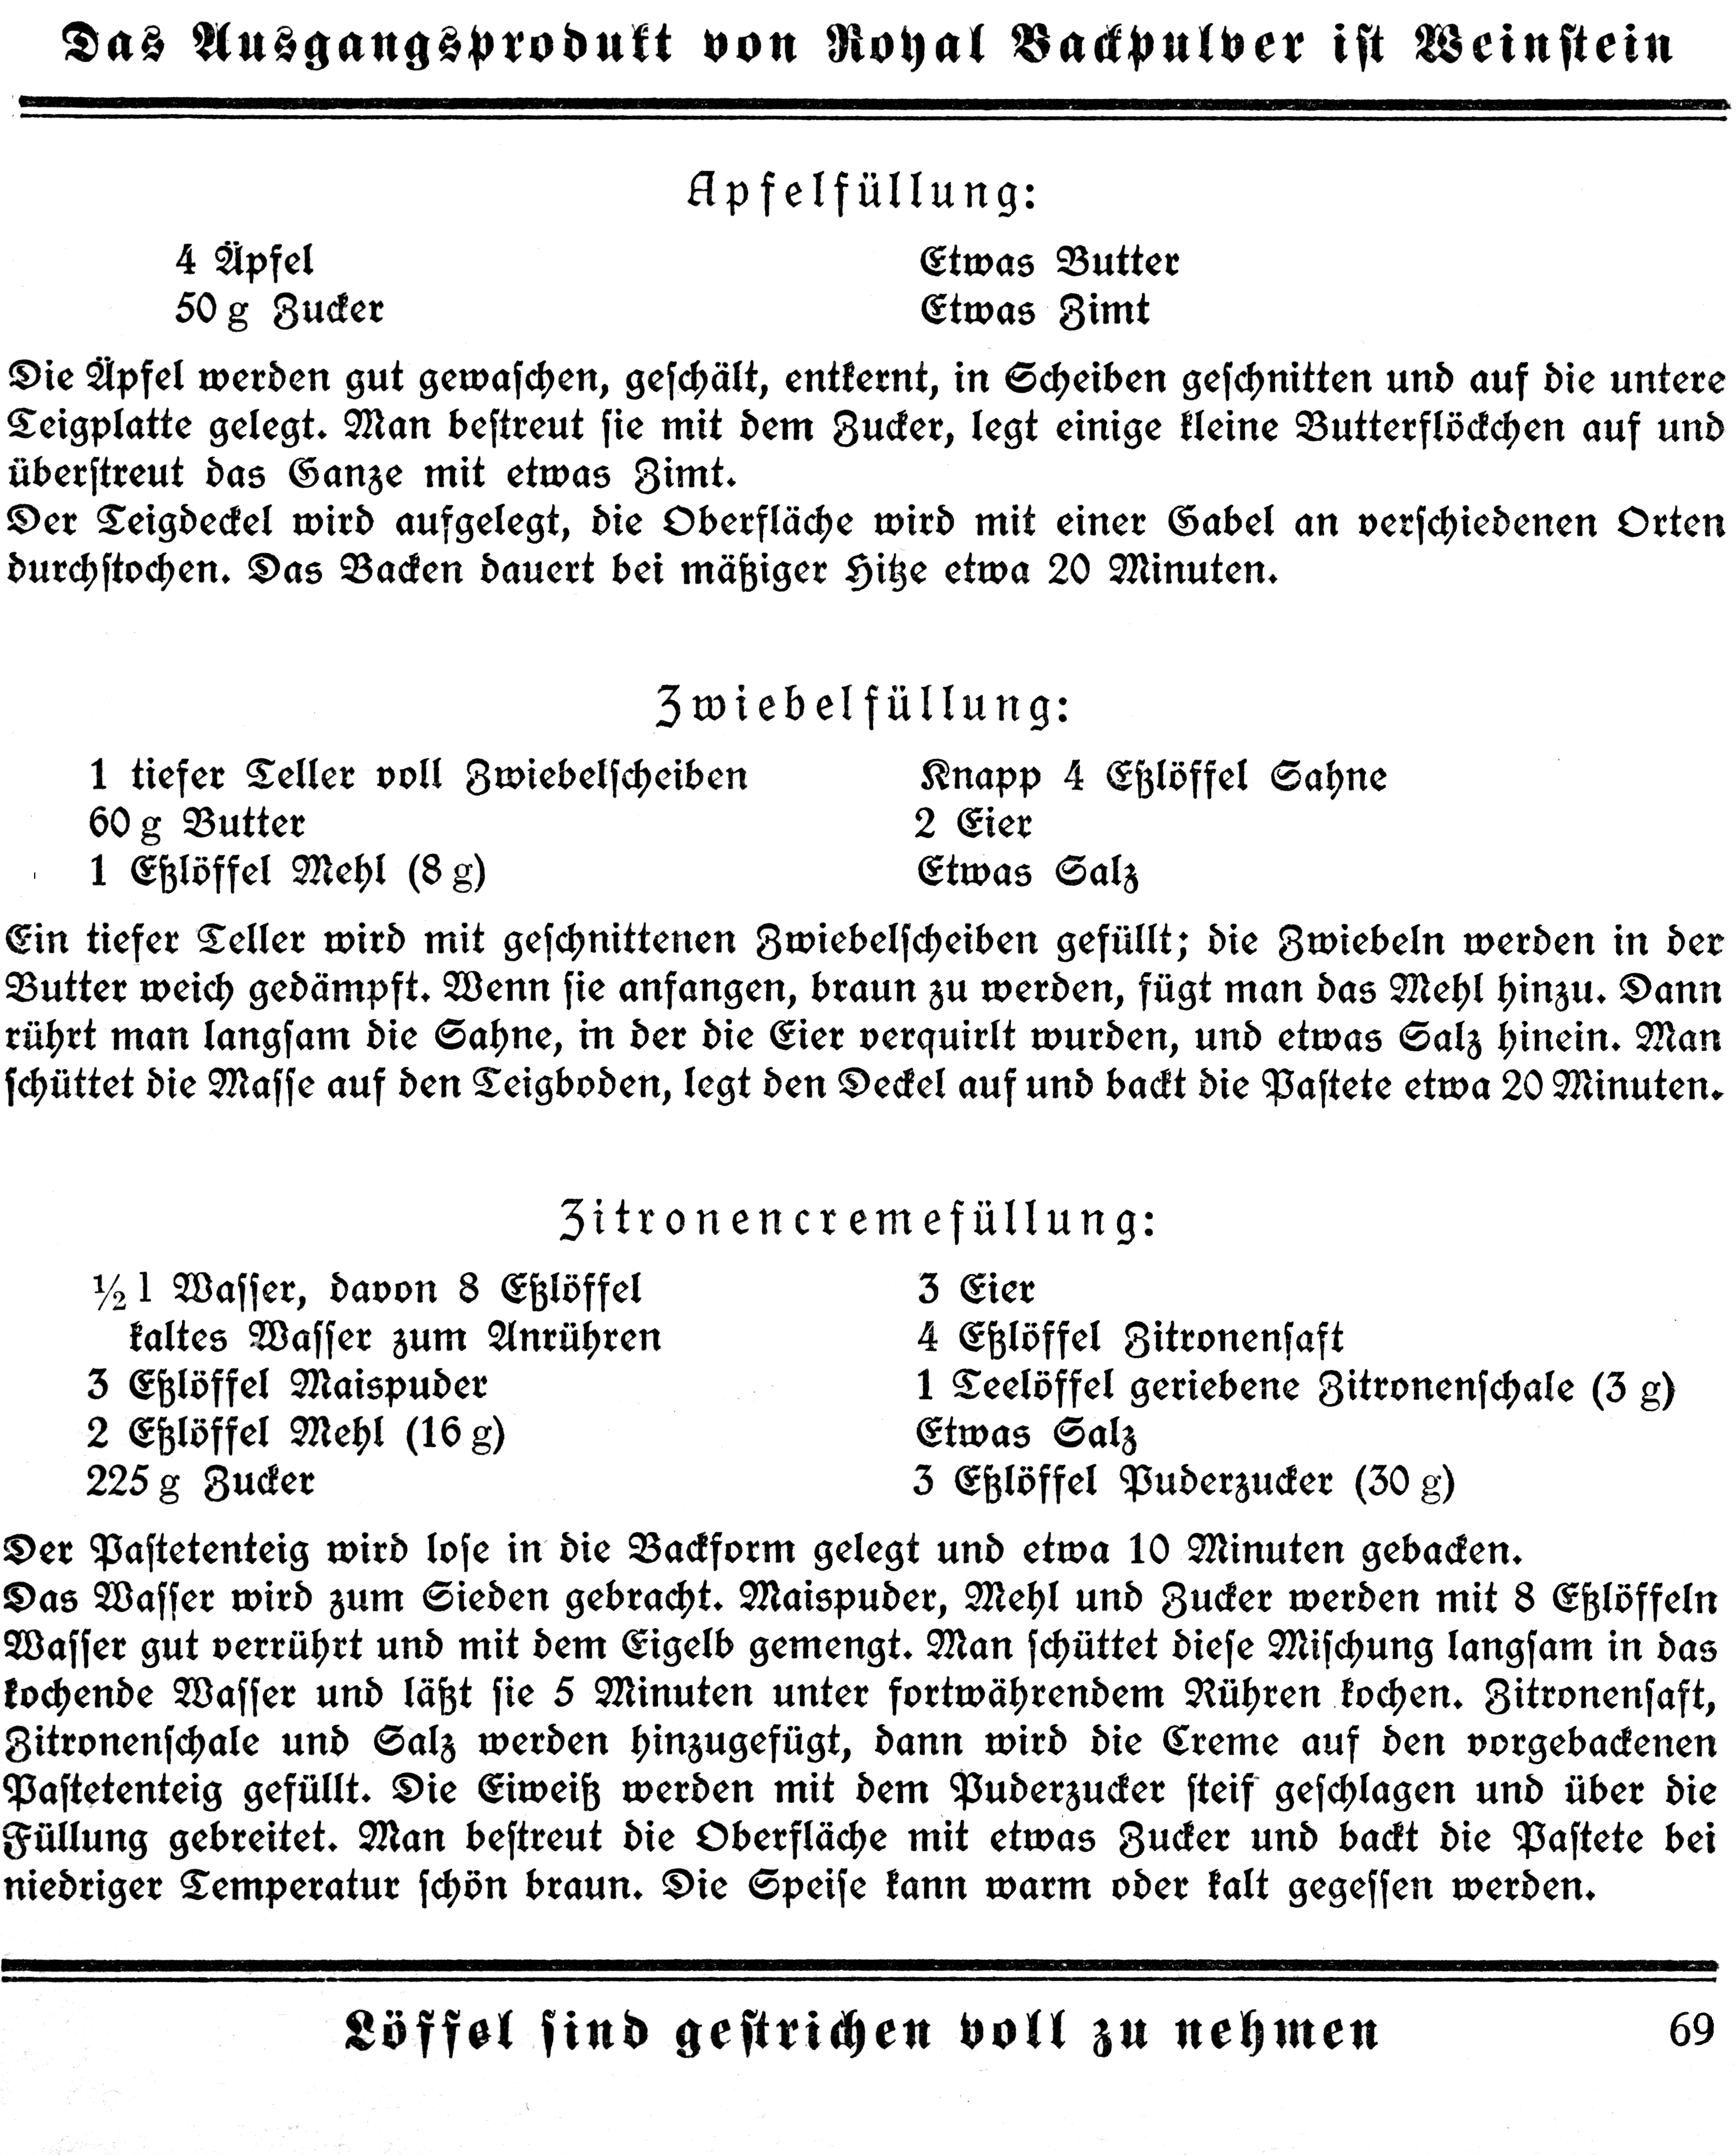 Das Ausgangsprodukt von Royal Backpulver ist Weinstein
Apfelfüllung:
4 Äpfel
50 g Zucker
Etwas Butter
Etwas Zimt
Die Äpfel werden gut gewaschen, geschält, entkernt, in Scheiben geschnitten und auf die untere
Teigplatte gelegt. Man bestreut sie mit dem Zucker, legt einige kleine Butterflöckchen auf und
überstreut das Ganze mit etwas Zimt.
Der Teigdeckel wird aufgelegt, die Oberfläche wird mit einer Gabel an verschiedenen Orten
durchstochen. Das Backen dauert bei mäßiger Hitze etwa 20 Minuten.
Zwiebelfüllung:
1 tiefer Teller voll Zwiebelscheiben
60 g Butter
1 Eßlöffel Mehl (8 g)
Knapp 4 Eßlöffel Sahne
2 Eier
Etwas Salz
Ein tiefer Teller wird mit geschnittenen Zwiebelscheiben gefüllt; die Zwiebeln werden in der
Butter weich gedämpft. Wenn sie anfangen, braun zu werden, fügt man das Mehl hinzu. Dann
rührt man langsam die Sahne, in der die Eier verquirlt wurden, und etwas Salz hinein. Man
schüttet die Masse auf den Teigboden, legt den Deckel auf und backt die Pastete etwa 20 Minuten.
Zitronencremefüllung:
½ l Wasser, davon 8 Eßlöffel
kaltes Wasser zum Anrühren
3 Eßlöffel Maispuder
2 Eßlöffel Mehl (16 g)
225 g Zucker
3 Eier
4 Eßlöffel Zitronensaft
1 Teelöffel geriebene Zitronenschale (3 g)
Etwas Salz
3 Eßlöffel Puderzucker (30 g)
Der Pastetenteig wird lose in die Backform gelegt und etwa 10 Minuten gebacken.
Das Wasser wird zum Sieden gebracht. Maispuder, Mehl und Zucker werden mit 8 Eßlöffeln
Wasser gut verrührt und mit dem Eigelb gemengt. Man schüttet diese Mischung langsam in das
kochende Wasser und läßt sie 5 Minuten unter fortwährendem Rühren kochen. Zitronensaft,
Zitronenschale und Salz werden hinzugefügt, dann wird die Creme auf den vorgebackenen
Pastetenteig gefüllt. Die Eiweiß werden mit dem Puderzucker steif geschlagen und über die
Füllung gebreitet. Man bestreut die Oberfläche mit etwas Zucker und backt die Pastete bei
niedriger Temperatur schön braun. Die Speise kann warm oder kalt gegessen werden.
Löffel sind gestrichen voll zu nehmen
69